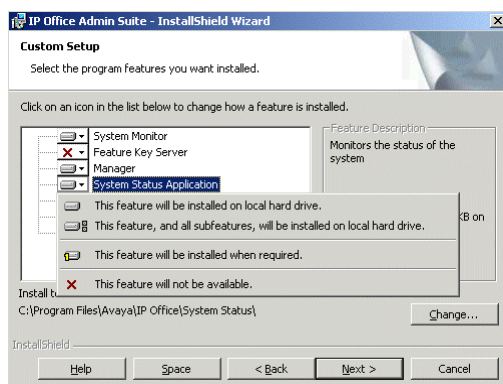 IP Office Admin Suite - InstallShield Wizard
Custom Setup
Select the program features you want installed.
Click on an icon in the list below to change how a feature is installed.
System Monitor
Feature Key Server
Manager
System Status Application
Feature Description
Monitors the status of the
system
This feature will be installed on local hard drive.
This feature, and all subfeatures, will be installed on local hard drive.
KB on
This feature will be installed when required.
This feature will not be available.
Install
C:\Program Files\Avaya\IP Office\System Status\
Change...
InstallShield
Help
Space
< Back
Next >
Cancel